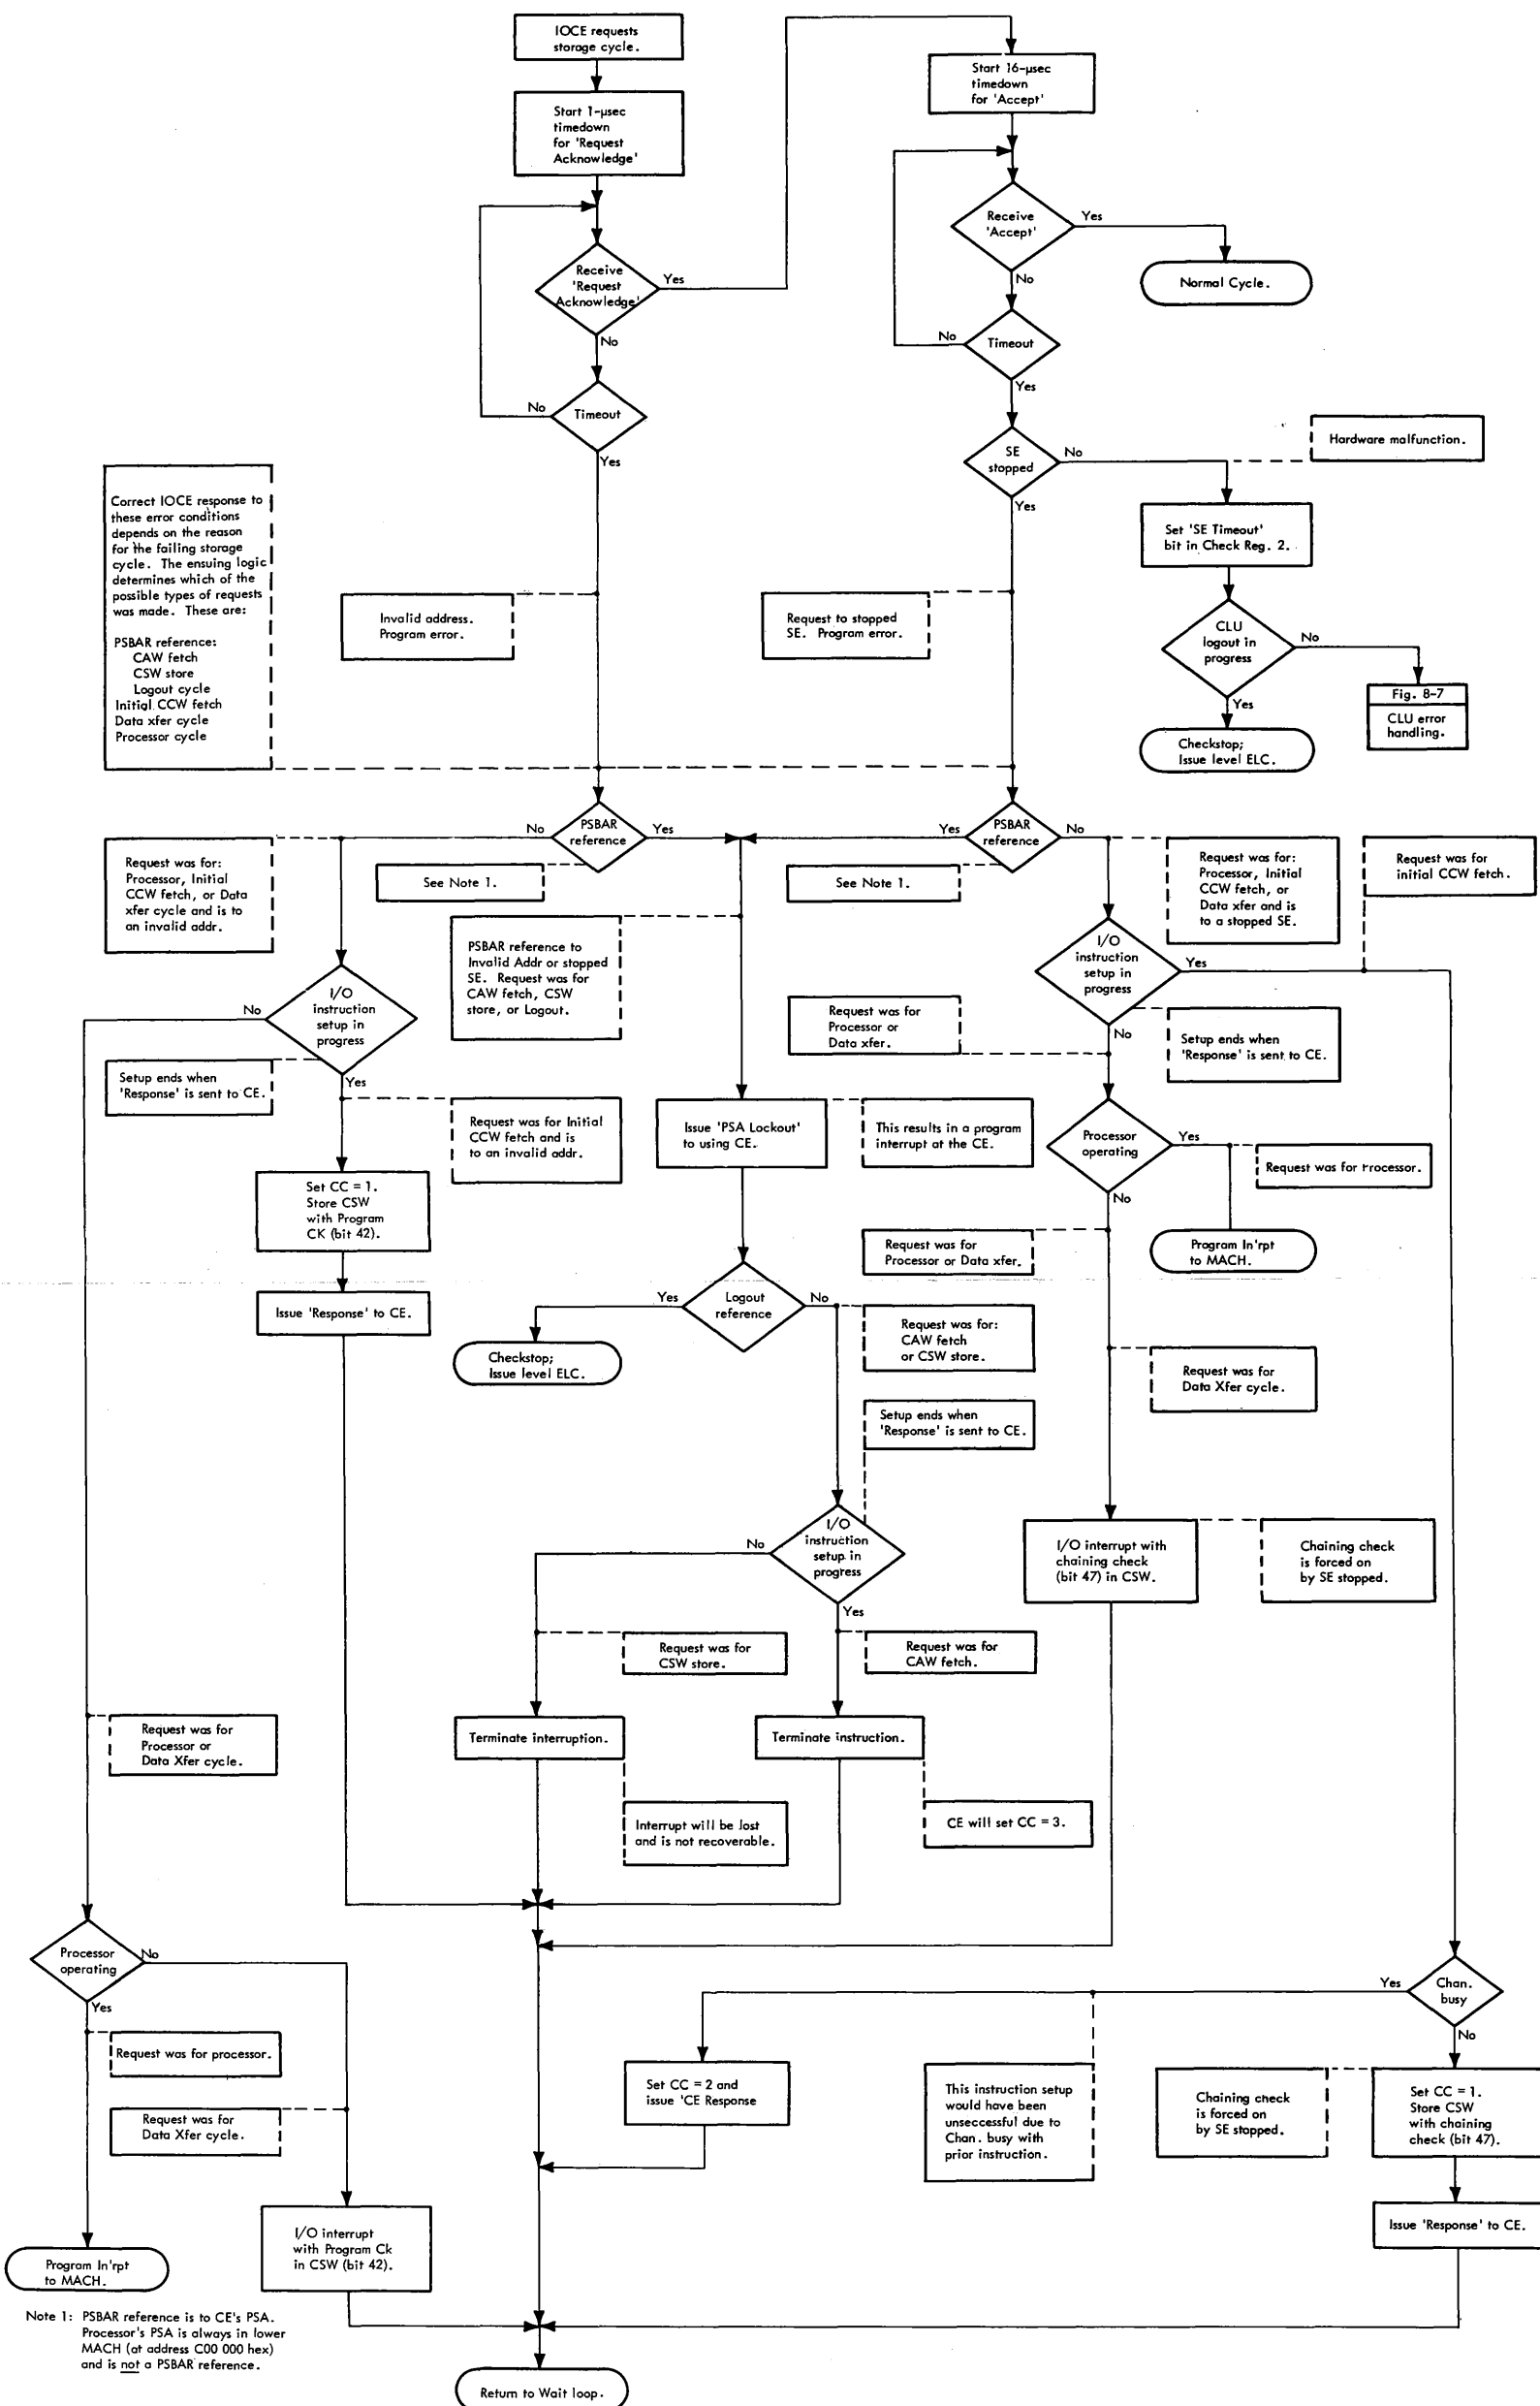 IOCE requests
storage cycle.
Start 1-μsec
timedown
for 'Request
Acknowledge'
Receive
'Request
Acknowledge'
Yes
No
Timeout
No
Yes
Start 16-μsec
timedown
for 'Accept'
Receive
'Accept'
Yes
No
Normal Cycle.
Timeout
No
Yes
SE
stopped
No
Yes
Hardware malfunction.
Set 'SE Timeout'
bit in Check Reg. 2.
CLU
logout in
progress
No
Yes
Fig. 8-7
CLU error
handling.
Checkstop;
Issue level ELC.
Correct IOCE response to
these error conditions
depends on the reason
for the failing storage
cycle. The ensuing logic
determines which of the
possible types of requests
was made. These are:
PSBAR reference:
CAW fetch
CSW store
Logout cycle
Initial CCW fetch
Data xfer cycle
Processor cycle
Invalid address.
Program error.
Request to stopped
SE. Program error.
No
PSBAR
reference
Yes
Yes
PSBAR
reference
No
See Note 1.
See Note 1.
Request was for:
Processor, Initial
CCW fetch, or Data
xfer cycle and is to
an invalid addr.
Request was for:
Processor, Initial
CCW fetch, or
Data xfer and is
to a stopped SE.
Request was for
initial CCW fetch.
PSBAR reference to
Invalid Addr or stopped
SE. Request was for
CAW fetch, CSW
store, or Logout.
I/O
instruction
setup in
progress
No
Yes
Setup ends when
'Response' is sent to CE.
Request was for Initial
CCW fetch and is
to an invalid addr.
Set CC = 1.
Store CSW
with Program
CK (bit 42).
Issue 'Response' to CE.
I/O
instruction
setup in
progress
Yes
No
Request was for
Processor or
Data xfer.
Setup ends when
'Response' is sent to CE.
Issue 'PSA Lockout'
to using CE.
This results in a program
interrupt at the CE.
Processor
operating
Yes
No
Request was for Processor.
Program In'rpt
to MACH.
Request was for
Processor or Data xfer.
Yes
Logout
reference
No
Checkstop;
Issue level ELC.
Request was for:
CAW fetch
or CSW store.
Request was for
Data Xfer cycle.
Setup ends when
'Response' is sent to CE.
No
I/O
instruction
setup in
progress
Yes
I/O interrupt with
chaining check
(bit 47) in CSW.
Chaining check
is forced on
by SE stopped.
Request was for
CSW store.
Request was for
CAW fetch.
Request was for
Processor or
Data Xfer cycle.
Terminate interruption.
Terminate instruction.
Interrupt will be lost
and is not recoverable.
CE will set CC = 3.
Processor
operating
No
Yes
Request was for processor.
Request was for
Data Xfer cycle.
Yes
Chan.
busy
No
Set CC = 2 and
issue 'CE Response
This instruction setup
would have been
unseccessful due to
Chan. busy with
prior instruction.
Chaining check
is forced on
by SE stopped.
Set CC = 1.
Store CSW
with chaining
check (bit 47).
Issue 'Response' to CE.
Program In'rpt
to MACH.
I/O interrupt
with Program Ck
in CSW (bit 42).
Note 1: PSBAR reference is to CE's PSA.
Processor's PSA is always in lower
MACH (at address C00 000 hex)
and is not a PSBAR reference.
Return to Wait loop.